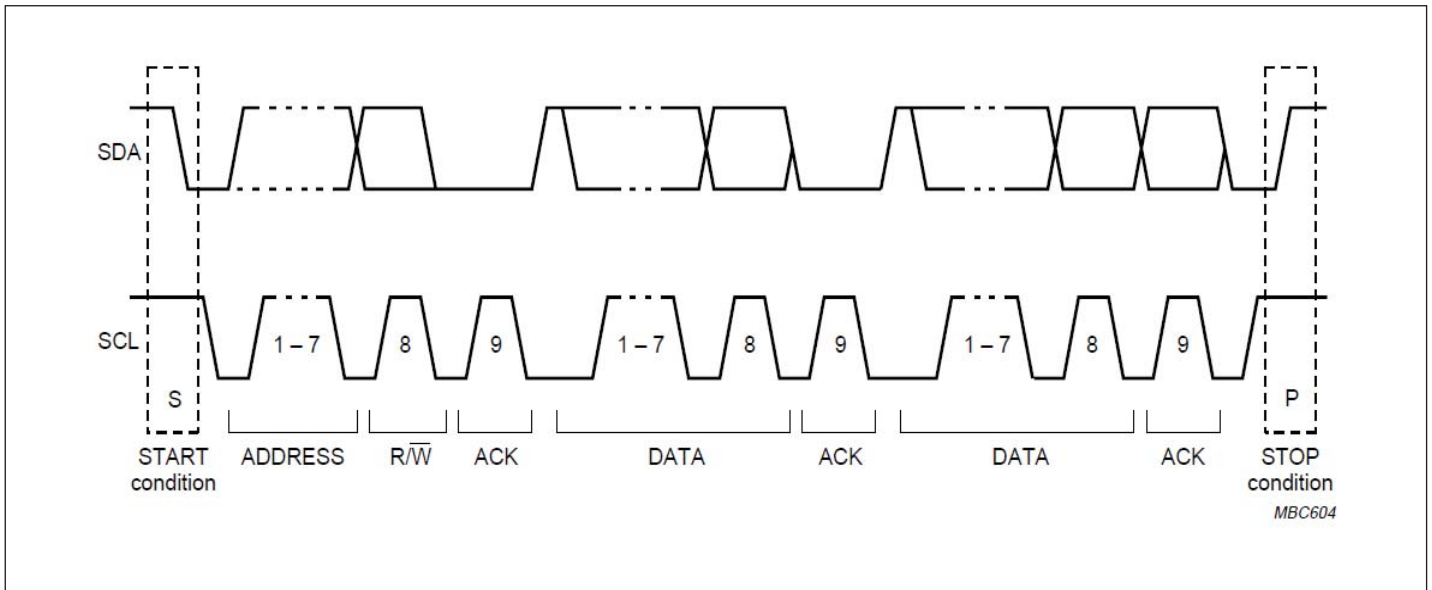 SDA
SCL
1 – 7 8 9 1 – 7 8 9 1 – 7 8 9
S P
START ADDRESS R/W̅ ACK DATA ACK DATA ACK STOP
condition condition
MBC604